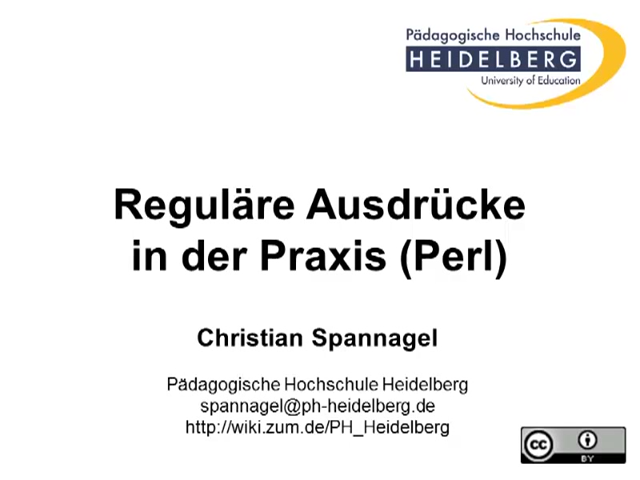 Pädagogische Hochschule
HEIDELBERG
University of Education
Reguläre Ausdrücke
in der Praxis (Perl)
Christian Spannagel
Pädagogische Hochschule Heidelberg
spannagel@ph-heidelberg.de
http://wiki.zum.de/PH_Heidelberg
cc
BY